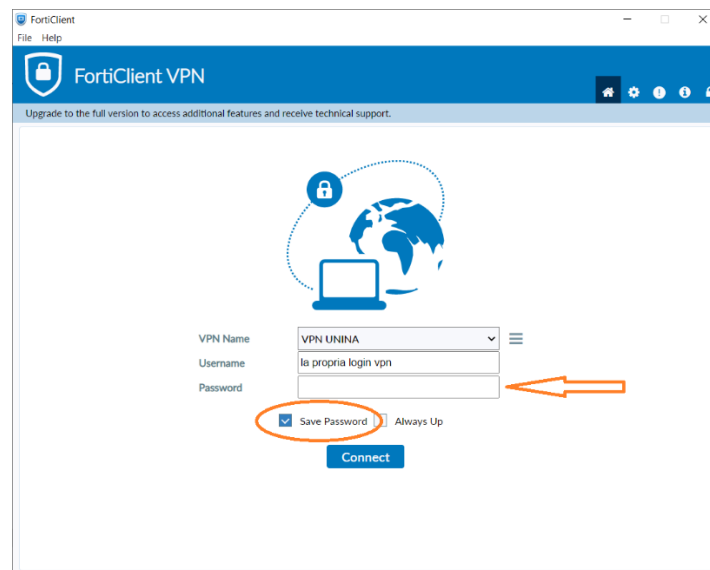 FortiClient
File Help
FortiClient VPN
Upgrade to the full version to access additional features and receive technical support.
VPN Name
VPN UNINA
Username
la propria login vpn
Password
Save Password
Always Up
Connect